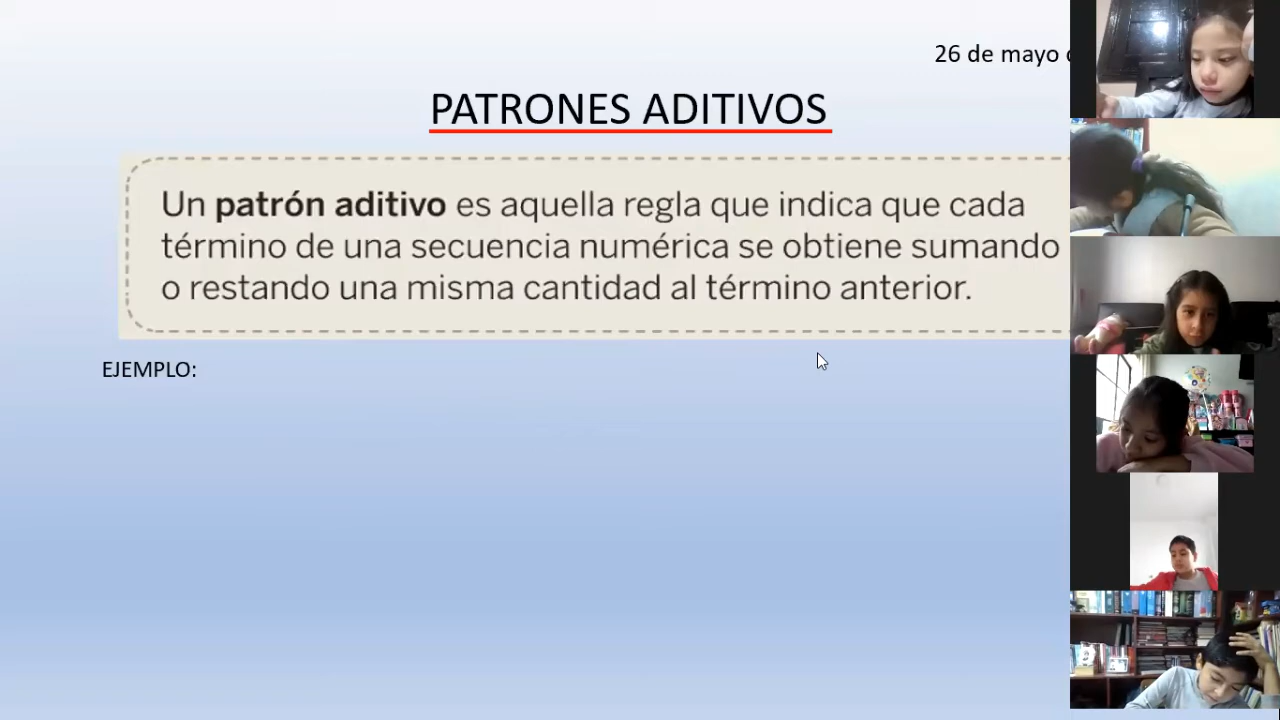 26 de mayo
PATRONES ADITIVOS
Un patrón aditivo es aquella regla que indica que cada
término de una secuencia numérica se obtiene sumando
o restando una misma cantidad al término anterior.
EJEMPLO: